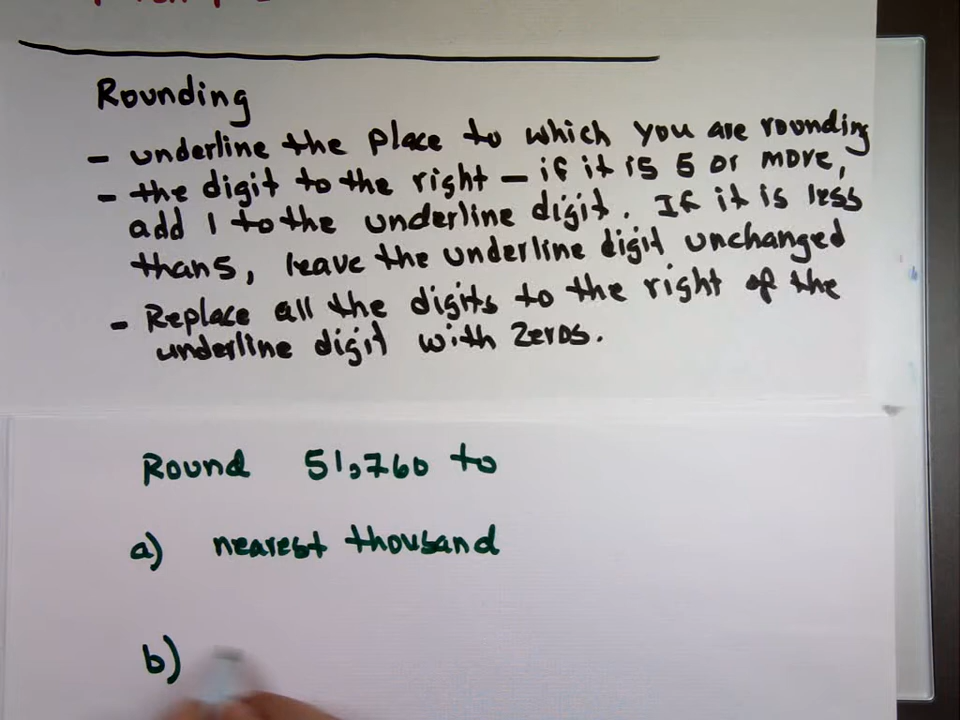 Rounding
- underline the place to which you are rounding
- the digit to the right - if it is 5 or move,
add 1 to the underline digit. If it is less
than 5, leave the underline digit unchanged
- Replace all the digits to the right of the
underline digit with zeros.
Round 51,760 to
a) nearest thousand
b)